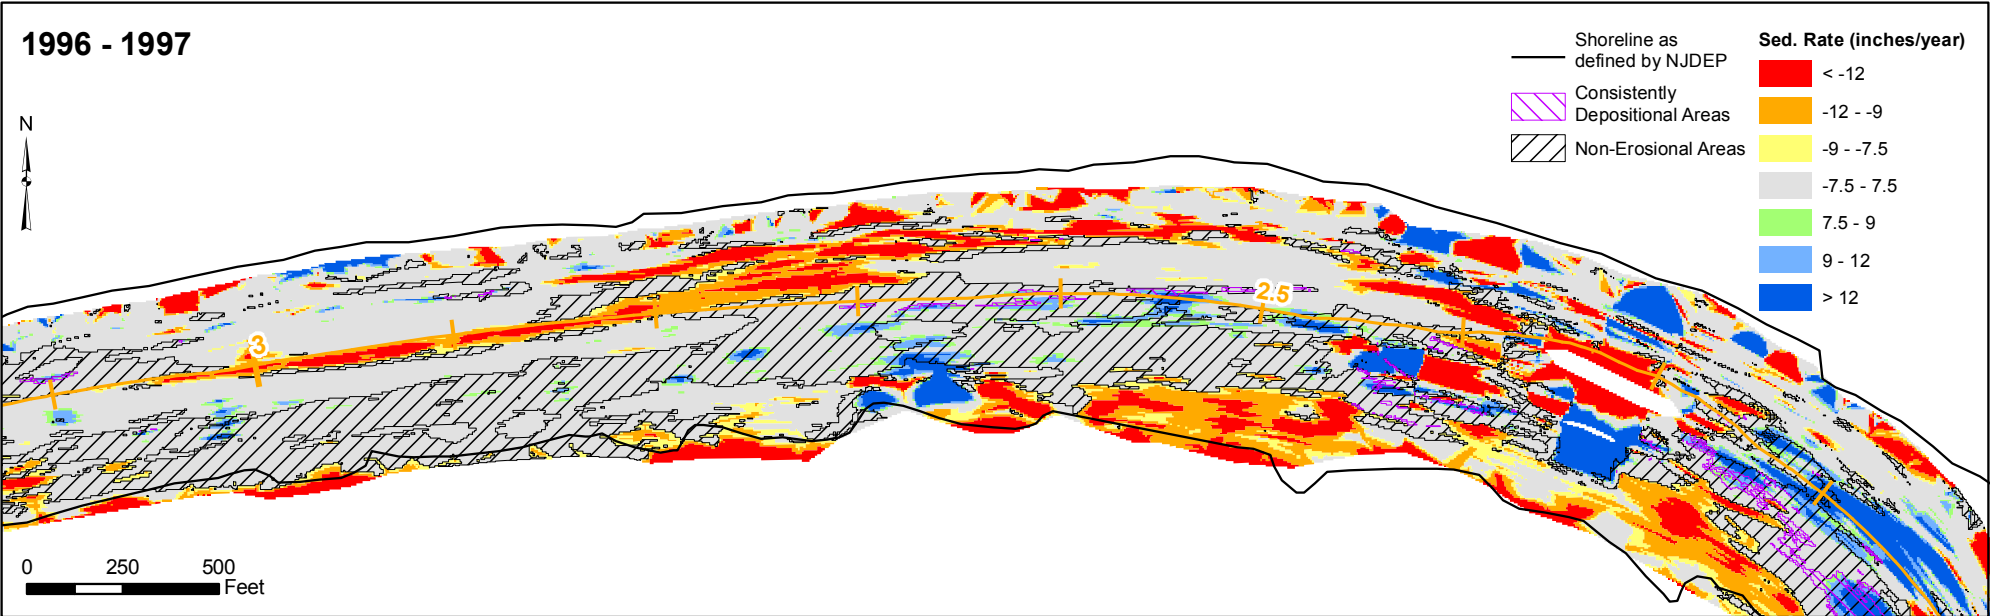 1996 - 1997
N
Shoreline as
defined by NJDEP
Consistently
Depositional Areas
Non-Erosional Areas
Sed. Rate (inches/year)
< -12
-12 - -9
-9 - -7.5
-7.5 - 7.5
7.5 - 9
9 - 12
> 12
2.5
3
0 250 500
Feet